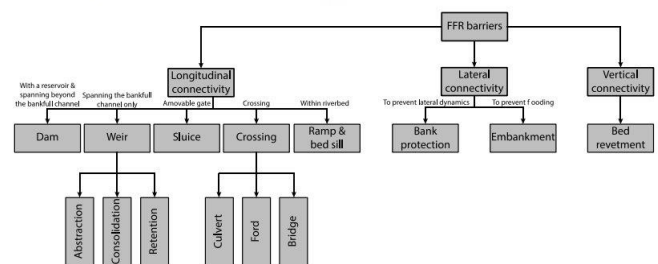 FFR barriers
Longitudinal
connectivity
Lateral
connectivity
Vertical
connectivity
With a reservoir &
spanning beyond
the bankfull channel
Spanning the bankfull
channel only
Amovable gate
Crossing
Within riverbed
To prevent lateral dynamics
To prevent f ooding
Dam
Weir
Sluice
Crossing
Ramp &
bed sill
Bank
protection
Embankment
Bed
revetment
Abstraction
Consolidation
Retention
Culvert
Ford
Bridge